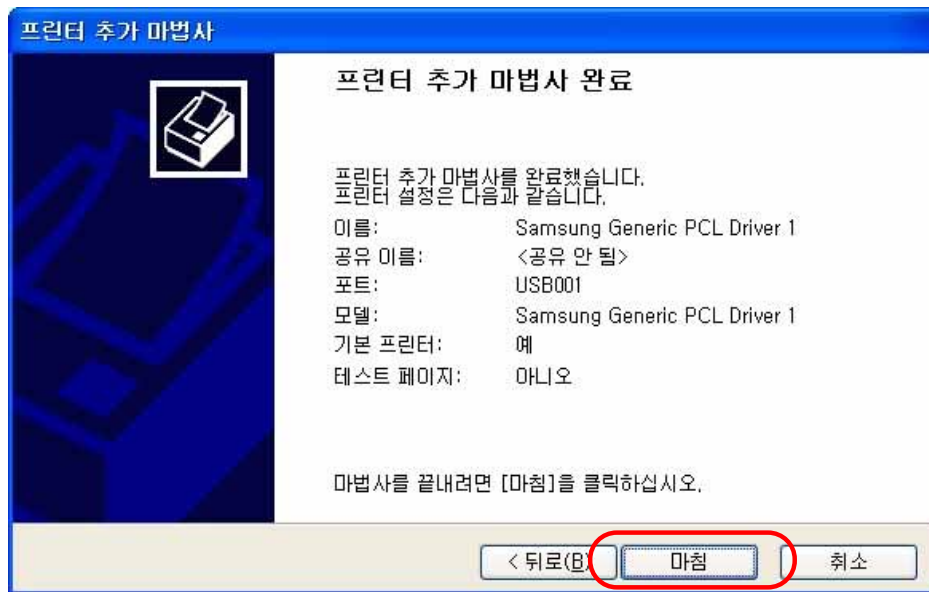 프린터 추가 마법사
프린터 추가 마법사 완료
프린터 추가 마법사를 완료했습니다.
프린터 설정은 다음과 같습니다.
이름: Samsung Generic PCL Driver 1
공유 이름: <공유 안 됨>
포트: USB001
모델: Samsung Generic PCL Driver 1
기본 프린터: 예
테스트 페이지: 아니오
마법사를 끝내려면 [마침]을 클릭하십시오.
< 뒤로(B) 마침 취소